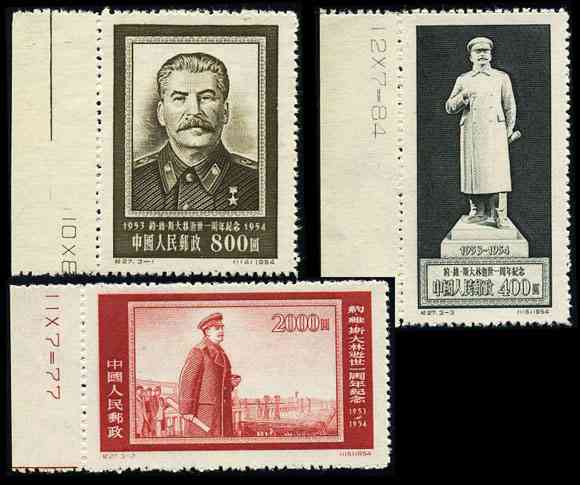 1953 約·維·斯大林逝世一周年紀念 1954
中國人民郵政 800圓
紀27. 3-1
(114)1954
10X8
12X7=84
1953-1954
約·維·斯大林逝世一周年紀念
中國人民郵政 400圓
紀27. 3-3
(116)1954
11X7=77
2000圓
約維斯大林逝世一周年紀念
1953
1954
中國人民郵政
紀27. 3-2
(115)1954